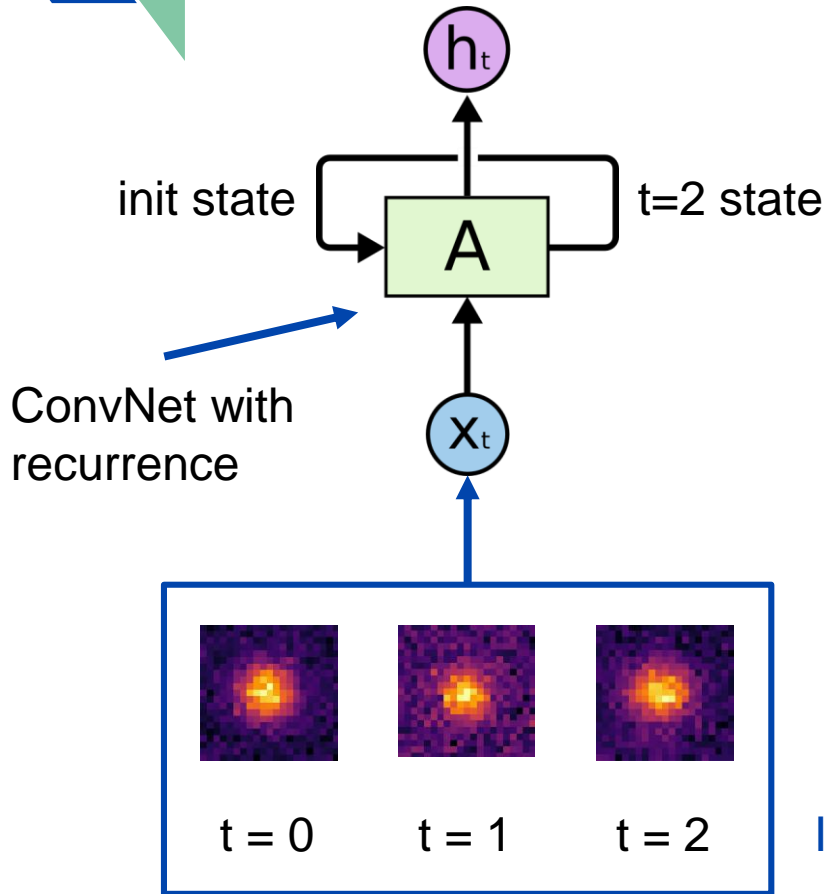 ht
init state
t=2 state
A
ConvNet with
recurrence
xt
t = 0
t = 1
t = 2